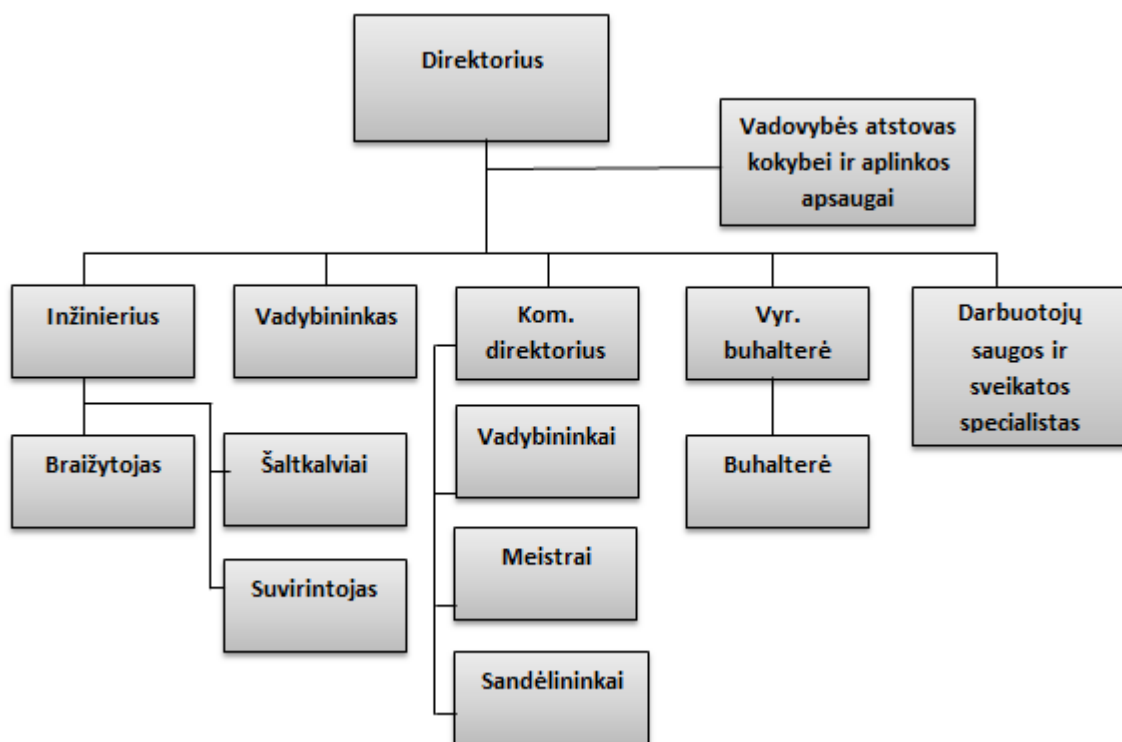 Direktorius
Vadovybės atstovas
kokybei ir aplinkos
apsaugai
Inžinierius
Vadybininkas
Kom.
direktorius
Vyr.
buhalterė
Darbuotojų
saugos ir
sveikatos
specialistas
Braižytojas
Šaltkalviai
Suvirintojas
Vadybininkai
Meistrai
Sandėlininkai
Buhalterė